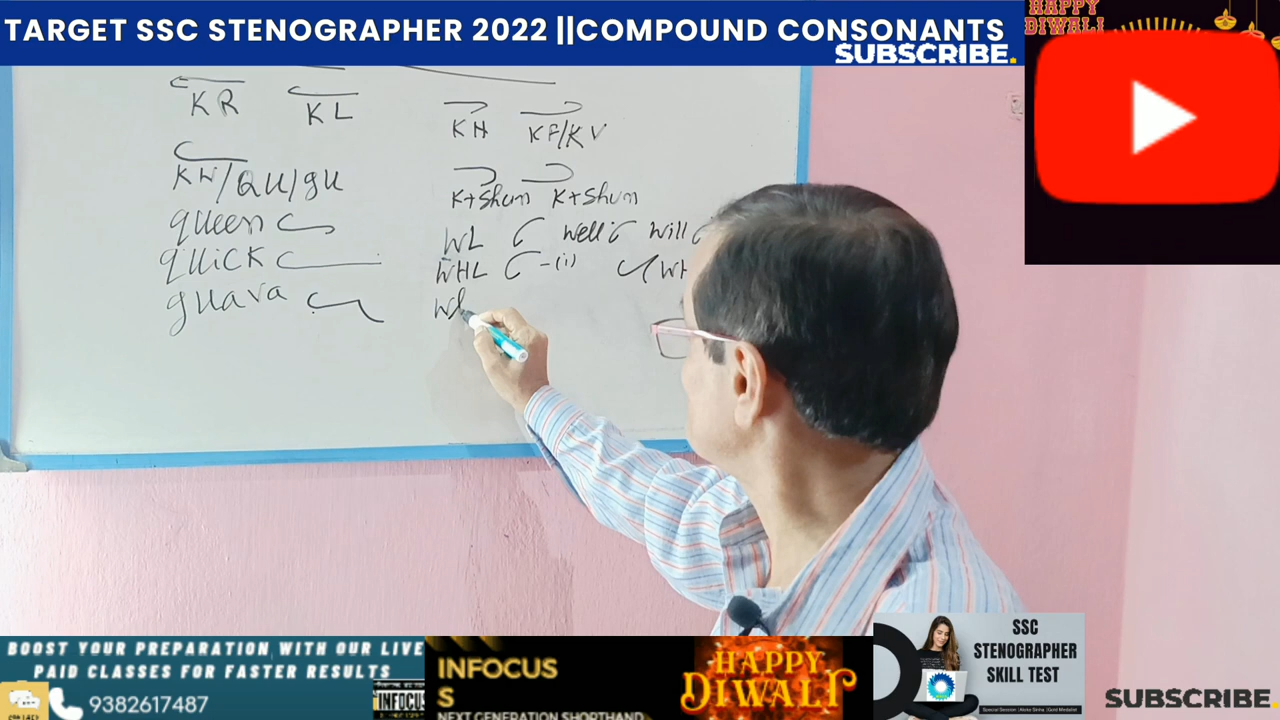 TARGET SSC STENOGRAPHER 2022 ||COMPOUND CONSONANTS
SUBSCRIBE.
HAPPY
DIWALI
KR KL
KW/QU/GU
queen
quick
guava
KN KF/KV
K+Shun K+Shun
WL well will
WHL -(i)
BOOST YOUR PREPARATION WITH OUR LIVE
PAID CLASSES FOR FASTER RESULTS
9382617487
INFOCUS
INFOCUS
S
NEXT GENERATION SHORTHAND
HAPPY
DIWALI
SSC
STENOGRAPHER
SKILL TEST
SUBSCRIBE.